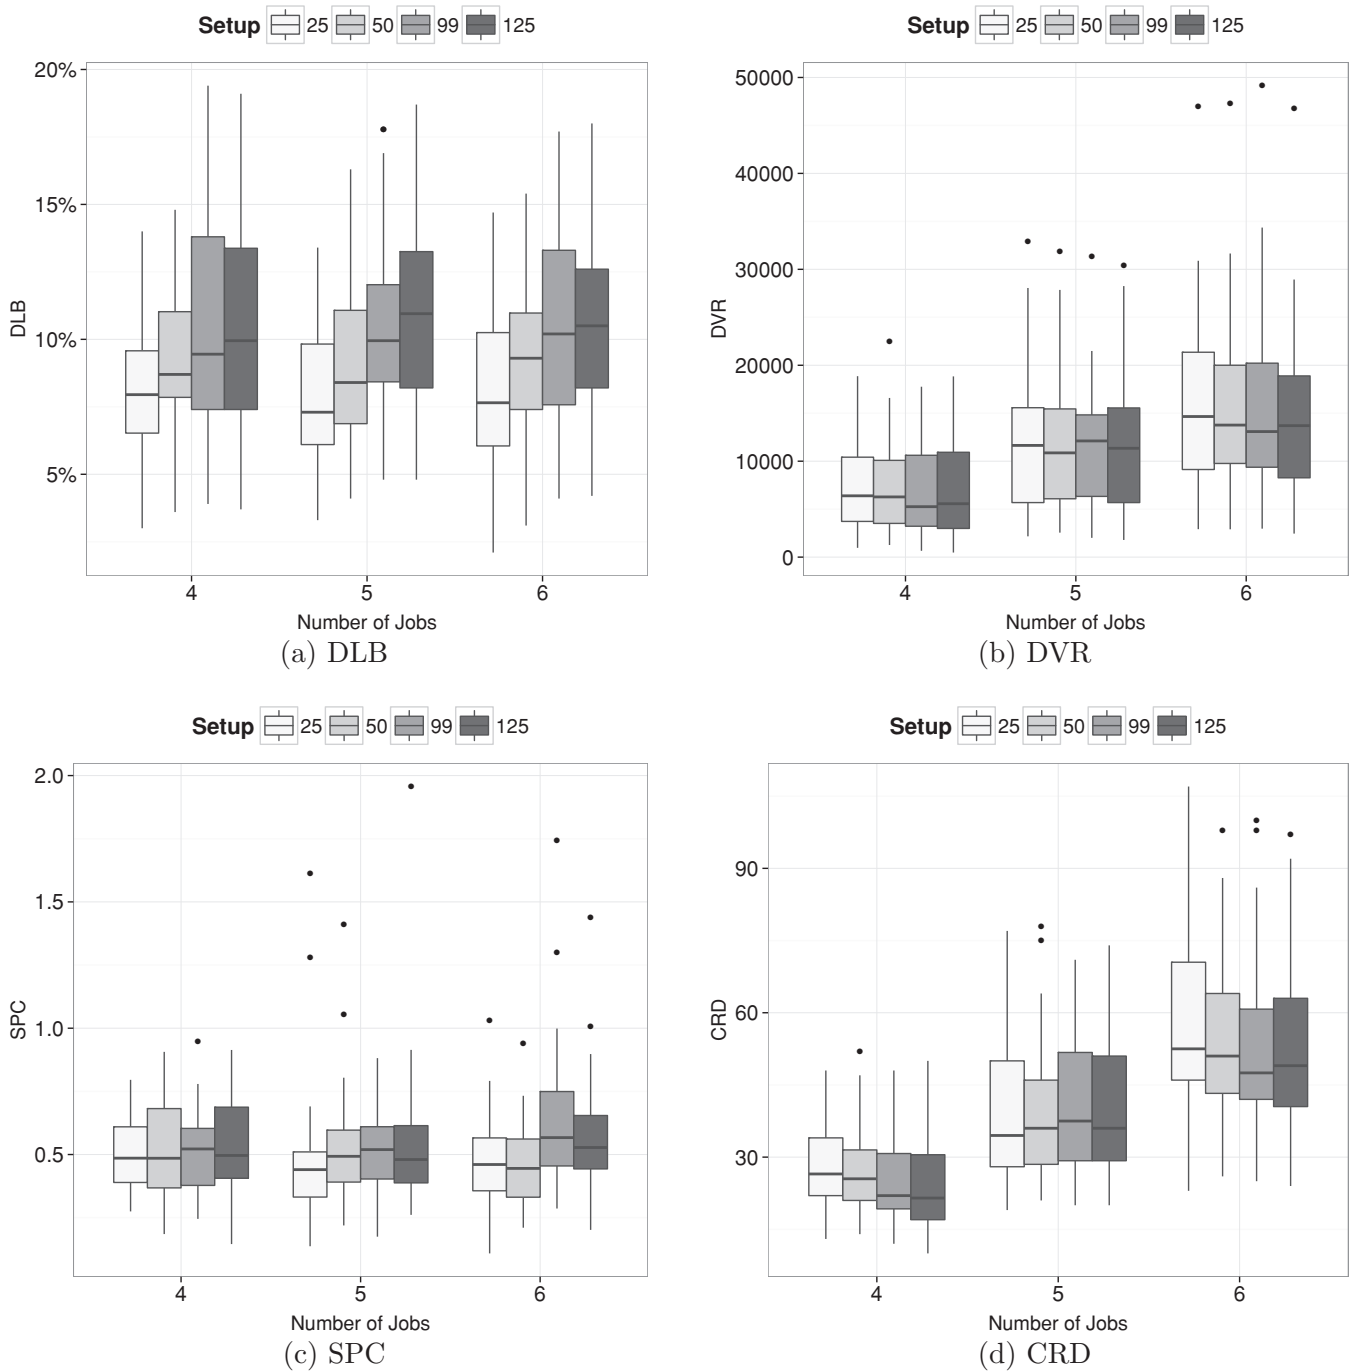 Setup 25 50 99 125
20%
15%
10%
5%
DLB
4 5 6
Number of Jobs
(a) DLB
Setup 25 50 99 125
50000
40000
30000
20000
10000
0
DVR
4 5 6
Number of Jobs
(b) DVR
Setup 25 50 99 125
2.0
1.5
1.0
0.5
SPC
4 5 6
Number of Jobs
(c) SPC
Setup 25 50 99 125
90
60
30
CRD
4 5 6
Number of Jobs
(d) CRD